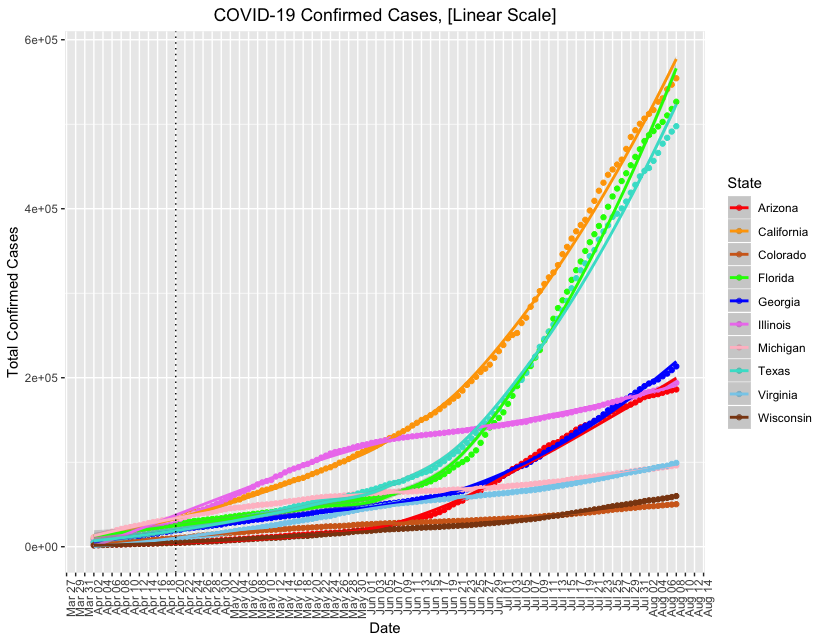 COVID-19 Confirmed Cases, [Linear Scale]
6e+05
4e+05
2e+05
0e+00
Total Confirmed Cases
Mar 27
Mar 29
Mar 31
Apr 02
Apr 04
Apr 06
Apr 08
Apr 10
Apr 12
Apr 14
Apr 16
Apr 18
Apr 20
Apr 22
Apr 24
Apr 26
Apr 28
Apr 30
May 02
May 04
May 06
May 08
May 10
May 12
May 14
May 16
May 18
May 20
May 22
May 24
May 26
May 28
May 30
Jun 01
Jun 03
Jun 05
Jun 07
Jun 09
Jun 11
Jun 13
Jun 15
Jun 17
Jun 19
Jun 21
Jun 23
Jun 25
Jun 27
Jun 29
Jul 01
Jul 03
Jul 05
Jul 07
Jul 09
Jul 11
Jul 13
Jul 15
Jul 17
Jul 19
Jul 21
Jul 23
Jul 25
Jul 27
Jul 29
Jul 31
Aug 02
Aug 04
Aug 06
Aug 08
Aug 10
Aug 12
Aug 14
Date
State
Arizona
California
Colorado
Florida
Georgia
Illinois
Michigan
Texas
Virginia
Wisconsin